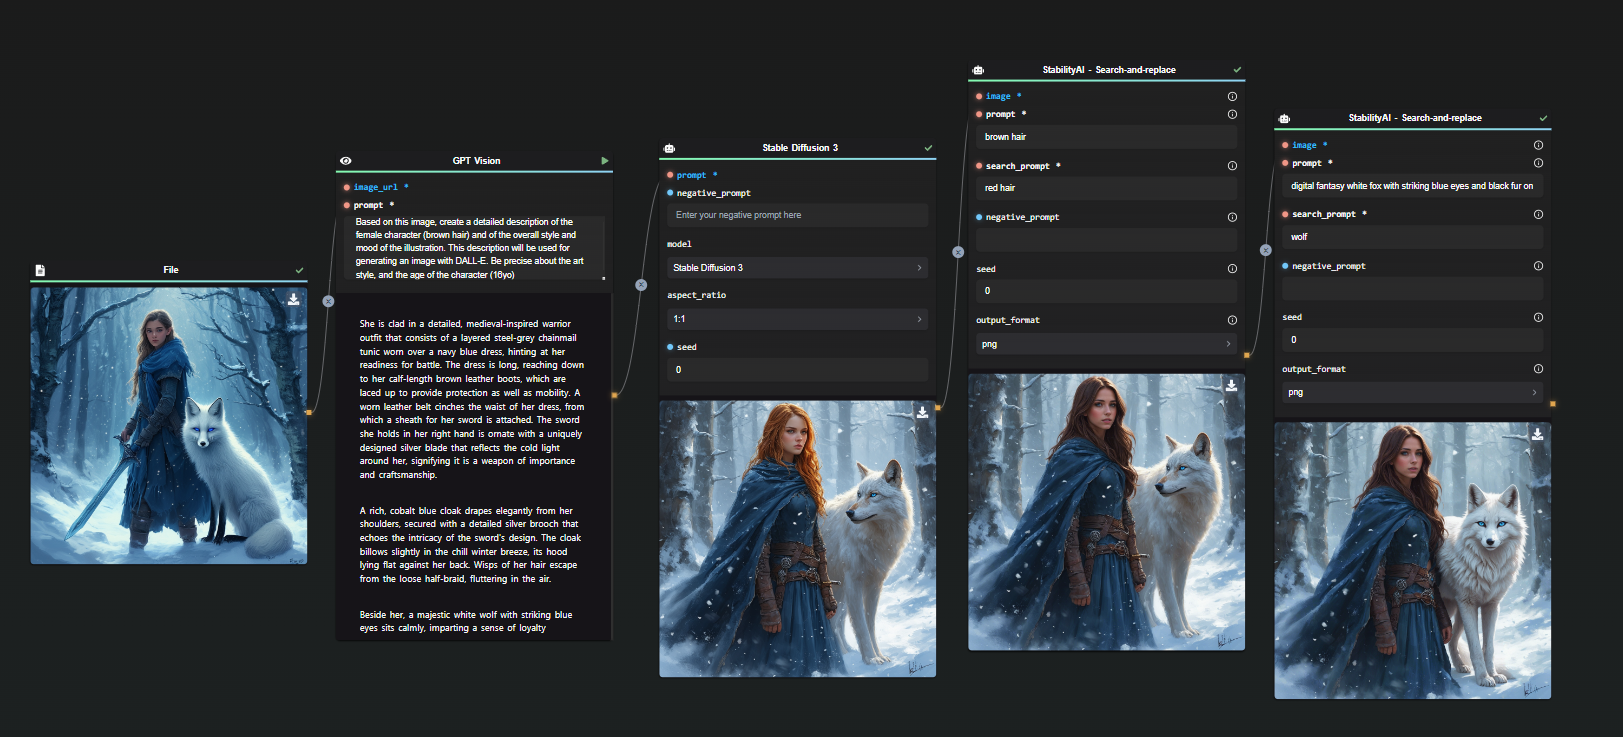 File
GPT Vision
image_url *
prompt *
Based on this image, create a detailed description of the
female character (brown hair) and of the overall style and
mood of the illustration. This description will be used for
generating an image with DALL-E. Be precise about the art
style, and the age of the character (16yo)
She is clad in a detailed, medieval-inspired warrior
outfit that consists of a layered steel-grey chainmail
tunic worn over a navy blue dress, hinting at her
readiness for battle. The dress is long, reaching down
to her calf-length brown leather boots, which are
laced up to provide protection as well as mobility. A
worn leather belt cinches the waist of her dress, from
which a sheath for her sword is attached. The sword
she holds in her right hand is ornate with a uniquely
designed silver blade that reflects the cold light
around her, signifying it is a weapon of importance
and craftsmanship.
A rich, cobalt blue cloak drapes elegantly from her
shoulders, secured with a detailed silver brooch that
echoes the intricacy of the sword's design. The cloak
billows slightly in the chill winter breeze, its hood
lying flat against her back. Wisps of her hair escape
from the loose half-braid, fluttering in the air.
Beside her, a majestic white wolf with striking blue
eyes sits calmly, imparting a sense of loyalty
Stable Diffusion 3
prompt *
negative_prompt
Enter your negative prompt here
model
Stable Diffusion 3
aspect_ratio
1:1
seed
0
StabilityAI - Search-and-replace
image *
prompt *
brown hair
search_prompt *
red hair
negative_prompt
seed
0
output_format
png
StabilityAI - Search-and-replace
image *
prompt *
digital fantasy white fox with striking blue eyes and black fur on
search_prompt *
wolf
negative_prompt
seed
0
output_format
png